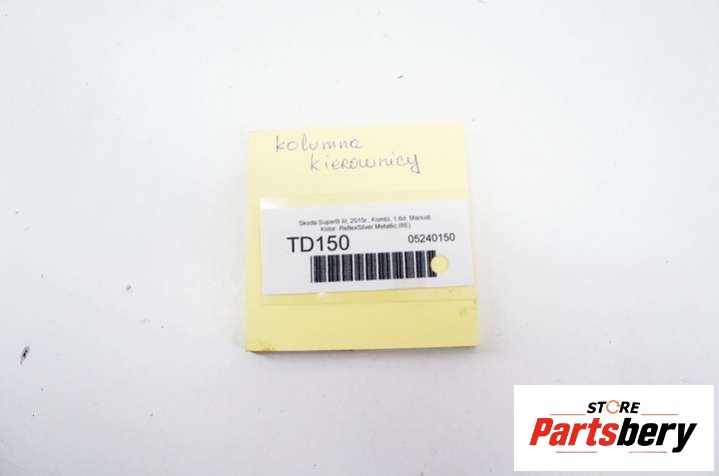 kolumna
kierownicy
Skoda SuperB III, 2015r., Kombi, 1.6d, Manual,
Kolor: ReflexSilver Metallic (8E)
TD150 05240150
STORE
Partsbery